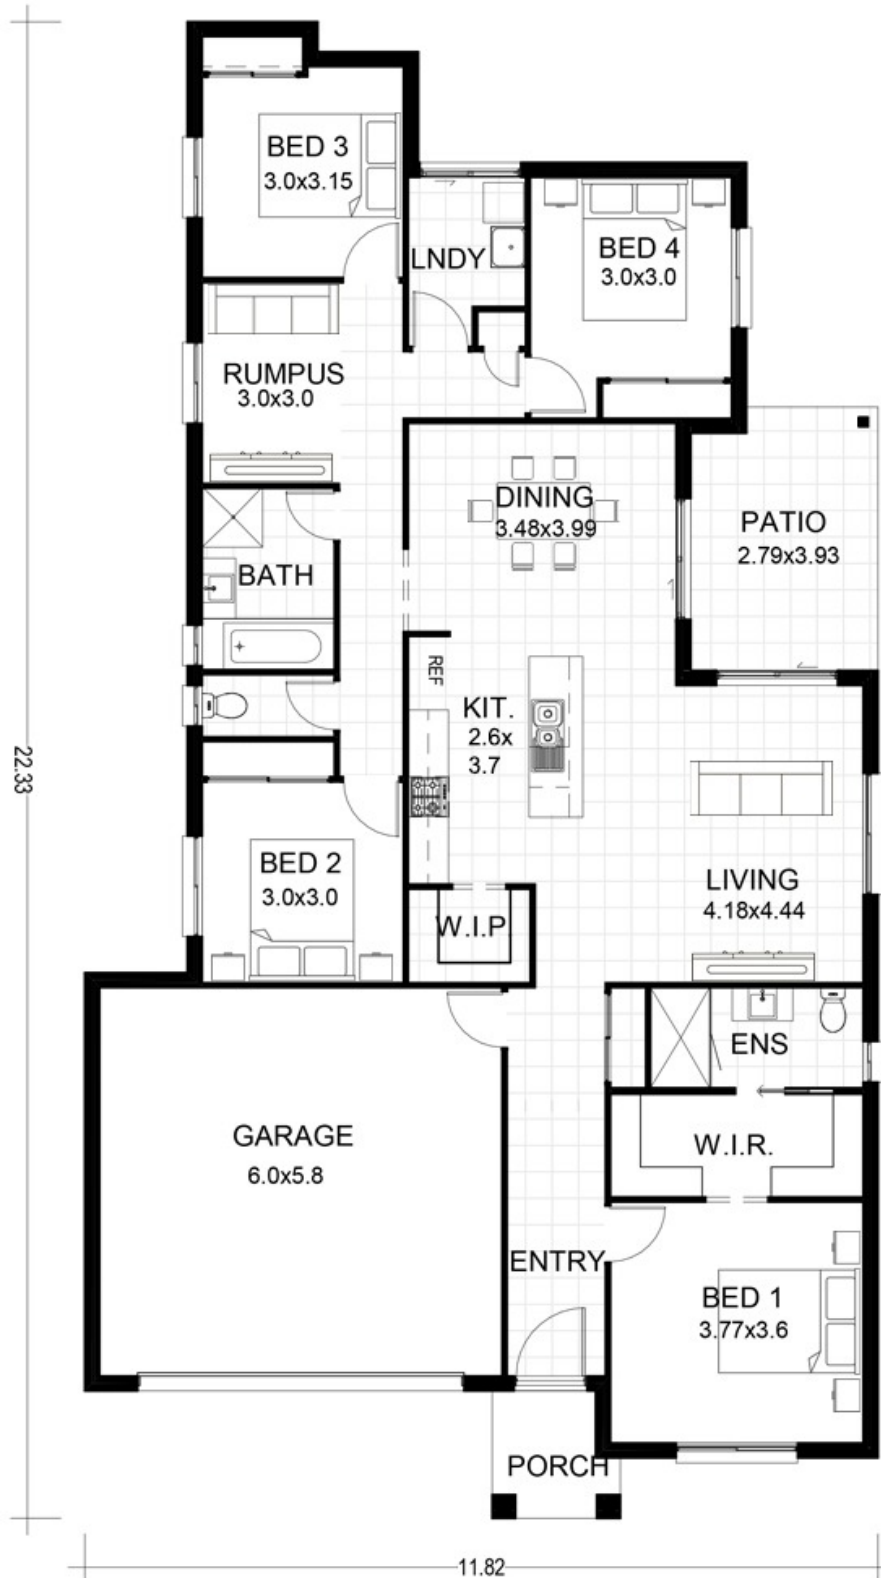 BED 3
3.0x3.15
LNDY
BED 4
3.0x3.0
RUMPUS
3.0x3.0
DINING
3.48x3.99
PATIO
2.79x3.93
BATH
REF
KIT.
2.6x
3.7
22.33
BED 2
3.0x3.0
LIVING
4.18x4.44
W.I.P
ENS
GARAGE
6.0x5.8
W.I.R.
ENTRY
BED 1
3.77x3.6
PORCH
11.82